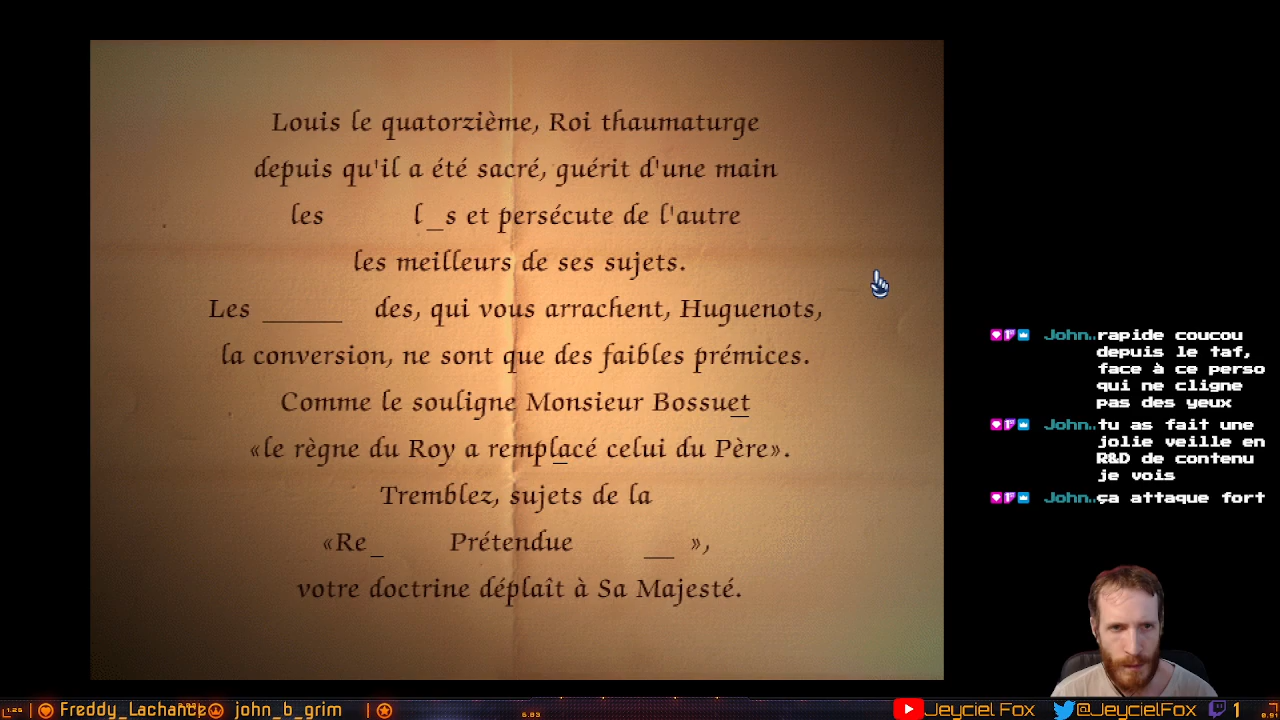 Louis le quatorzième, Roi thaumaturge
depuis qu'il a été sacré, guérit d'une main
les l_s et persécute de l'autre
les meilleurs de ses sujets.
Les ______ des, qui vous arrachent, Huguenots,
la conversion, ne sont que des faibles prémices.
Comme le souligne Monsieur Bossuet
«le règne du Roy a remplacé celui du Père».
Tremblez, sujets de la
«Re_ Prétendue __ »,
votre doctrine déplaît à Sa Majesté.
John..rapide coucou
depuis le taf,
face à ce perso
qui ne cligne
pas des yeux
John..tu as fait une
jolie veille en
R&D de contenu
je vois
John..ça attaque fort
Freddy_Lachance
john_b_grim
6.83
Jeyciel Fox
@JeycielFox
1